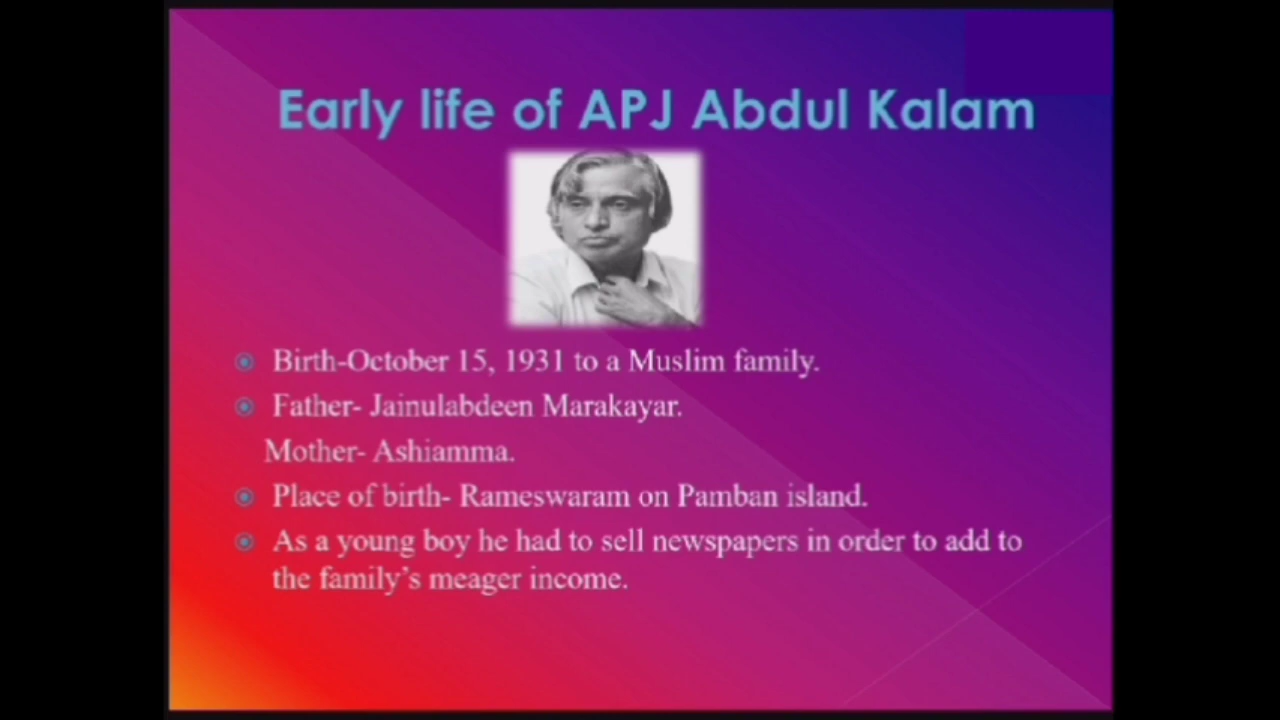 Early life of APJ Abdul Kalam
Birth-October 15, 1931 to a Muslim family.
Father- Jainulabdeen Marakayar.
Mother- Ashiamma.
Place of birth- Rameswaram on Pamban island.
As a young boy he had to sell newspapers in order to add to
the family’s meager income.